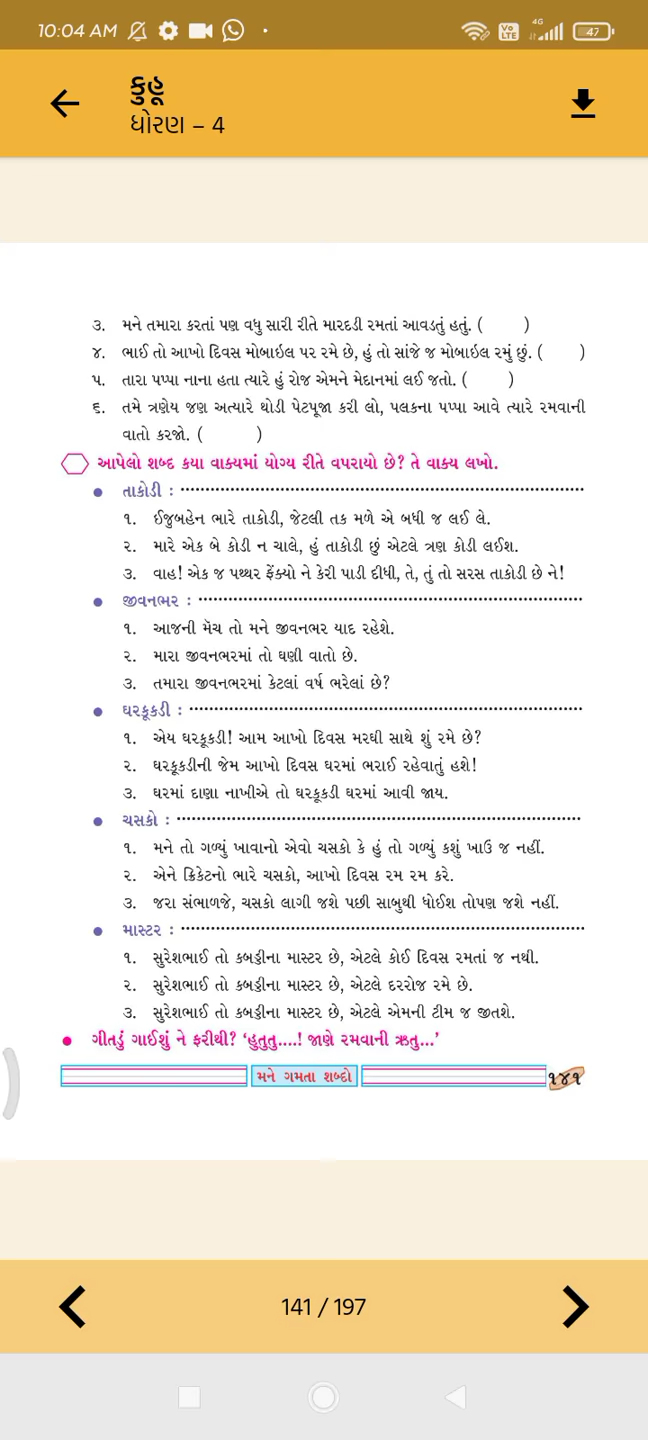 10:04 AM
4G
Vo LTE
47
કુહૂ
ધોરણ – 4
૩. મને તમારા કરતાં પણ વધુ સારી રીતે મારદડી રમતાં આવડતું હતું. ( )
૪. ભાઈ તો આખો દિવસ મોબાઇલ પર રમે છે, હું તો સાંજે જ મોબાઇલ રમું છું. ( )
૫. તારા પપ્પા નાના હતા ત્યારે હું રોજ એમને મેદાનમાં લઈ જતો. ( )
૬. તમે ત્રણેય જણ અત્યારે થોડી પેટપૂજા કરી લો, પલકના પપ્પા આવે ત્યારે રમવાની
વાતો કરજો. ( )
આપેલો શબ્દ કયા વાક્યમાં યોગ્ય રીતે વપરાયો છે? તે વાક્ય લખો.
• તાકોડી : ................................................................
૧. ઈજુબહેન ભારે તાકોડી, જેટલી તક મળે એ બધી જ લઈ લે.
૨. મારે એક બે કોડી ન ચાલે, હું તાકોડી છું એટલે ત્રણ કોડી લઈશ.
૩. વાહ! એક જ પથ્થર ફેંક્યો ને કેરી પાડી દીધી, તે, તું તો સરસ તાકોડી છે ને!
• જીવનભર : ................................................................
૧. આજની મૅચ તો મને જીવનભર યાદ રહેશે.
૨. મારા જીવનભરમાં તો ઘણી વાતો છે.
૩. તમારા જીવનભરમાં કેટલાં વર્ષ ભરેલાં છે?
• ઘરકૂકડી : ................................................................
૧. એય ઘરકૂકડી! આમ આખો દિવસ મરઘી સાથે શું રમે છે?
૨. ઘરકૂકડીની જેમ આખો દિવસ ઘરમાં ભરાઈ રહેવાતું હશે!
૩. ઘરમાં દાણા નાખીએ તો ઘરકૂકડી ઘરમાં આવી જાય.
• ચસકો : ................................................................
૧. મને તો ગળ્યું ખાવાનો એવો ચસકો કે હું તો ગળ્યું કશું ખાઉં જ નહીં.
૨. એને ક્રિકેટનો ભારે ચસકો, આખો દિવસ રમ રમ કરે.
૩. જરા સંભાળજે, ચસકો લાગી જશે પછી સાબુથી ધોઈશ તોપણ જશે નહીં.
• માસ્ટર : ................................................................
૧. સુરેશભાઈ તો કબડ્ડીના માસ્ટર છે, એટલે કોઈ દિવસ રમતાં જ નથી.
૨. સુરેશભાઈ તો કબડ્ડીના માસ્ટર છે, એટલે દરરોજ રમે છે.
૩. સુરેશભાઈ તો કબડ્ડીના માસ્ટર છે, એટલે એમની ટીમ જ જીતશે.
• ગીતડું ગાઈશું ને ફરીથી? ‘હુતુતુ....! જાણે રમવાની ઋતુ...’
મને ગમતા શબ્દો
૧૪૧
141 / 197